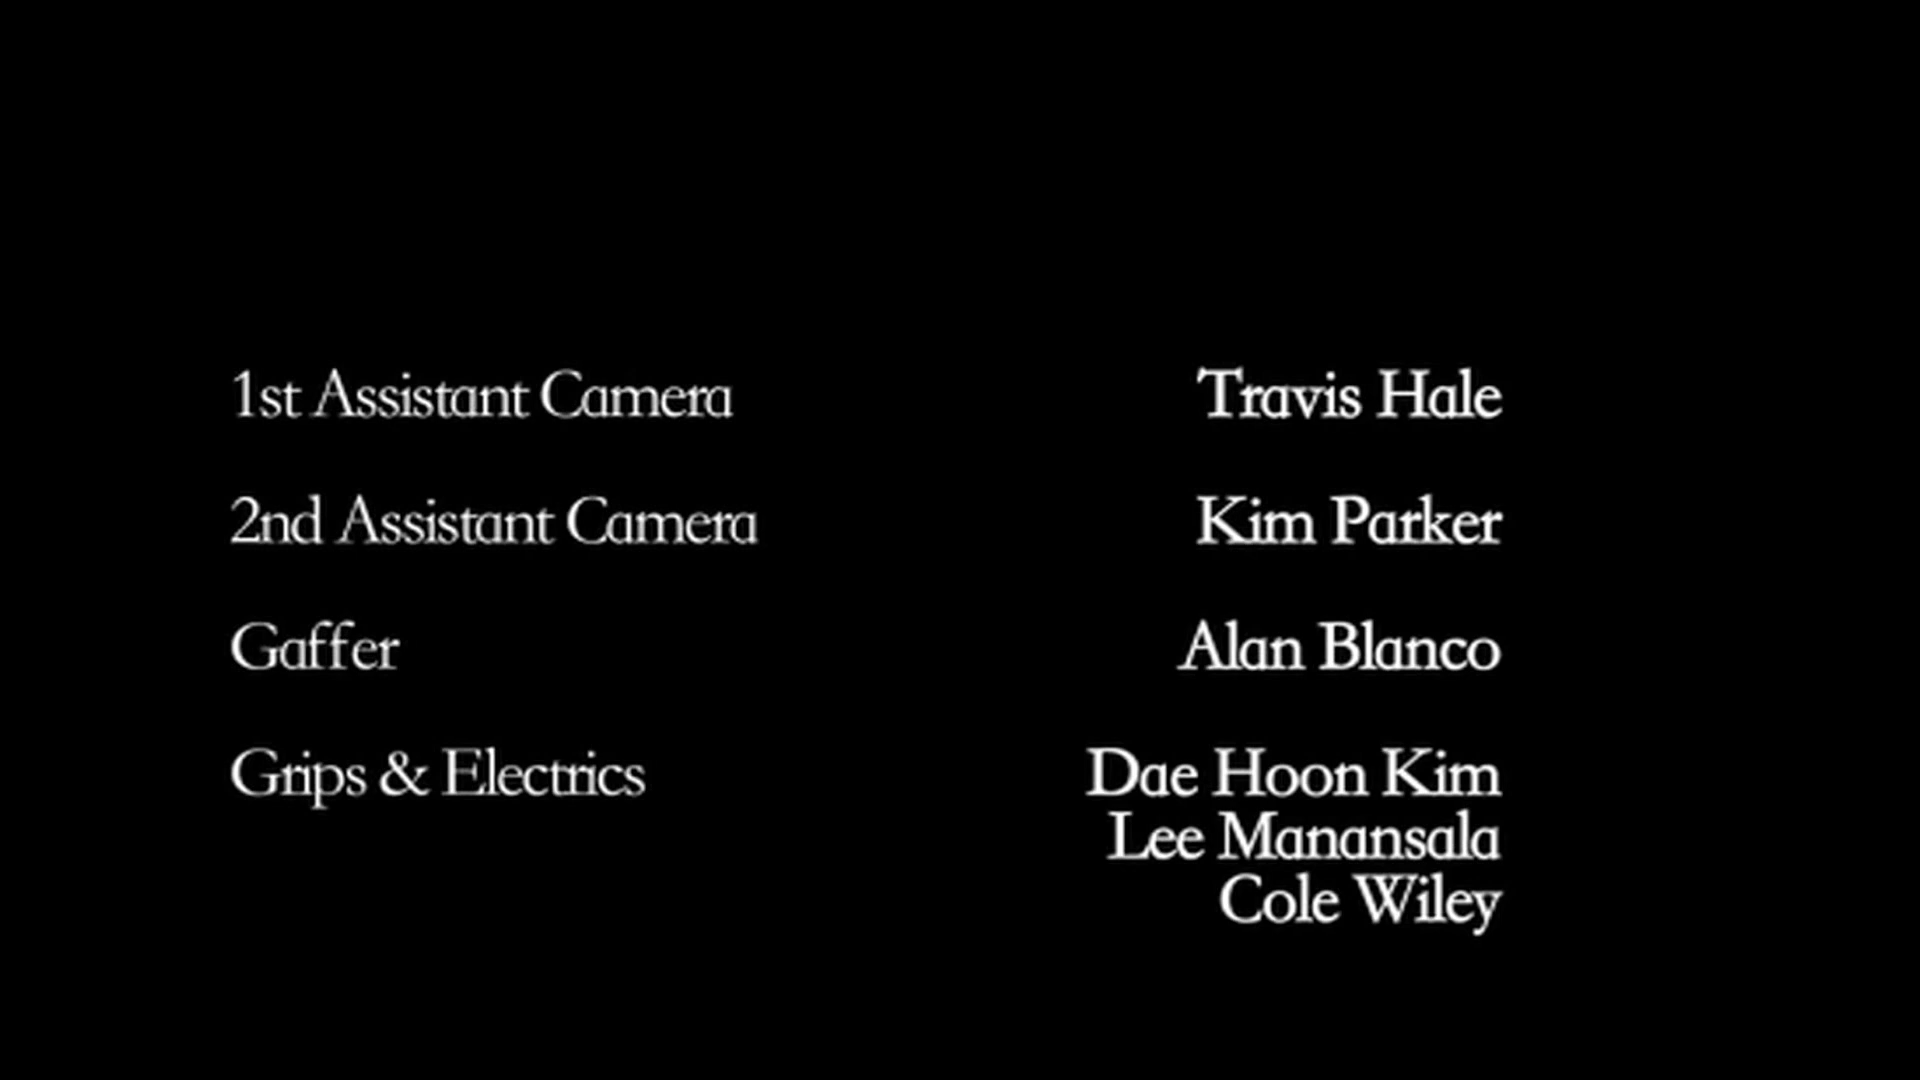 1st Assistant Camera Travis Hale
2nd Assistant Camera Kim Parker
Gaffer Alan Blanco
Grips & Electrics Dae Hoon Kim
Lee Manansala
Cole Wiley